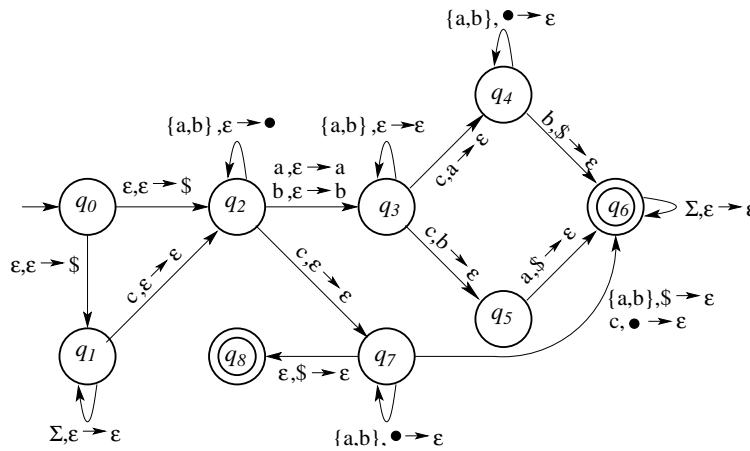 {a,b}, ● → ε
q4
{a,b} ,ε → ●
{a,b} ,ε → ε
a,ε → a
b,ε → b
c,a → ε
b,$ → ε
ε,ε → $
q0
q2
q3
q6
Σ,ε → ε
ε,ε → $
c,ε → ε
c,ε → ε
c,b → ε
a,$ → ε
q5
{a,b},$ → ε
c, ● → ε
q1
q8
q7
ε,$ → ε
Σ,ε → ε
{a,b}, ● → ε